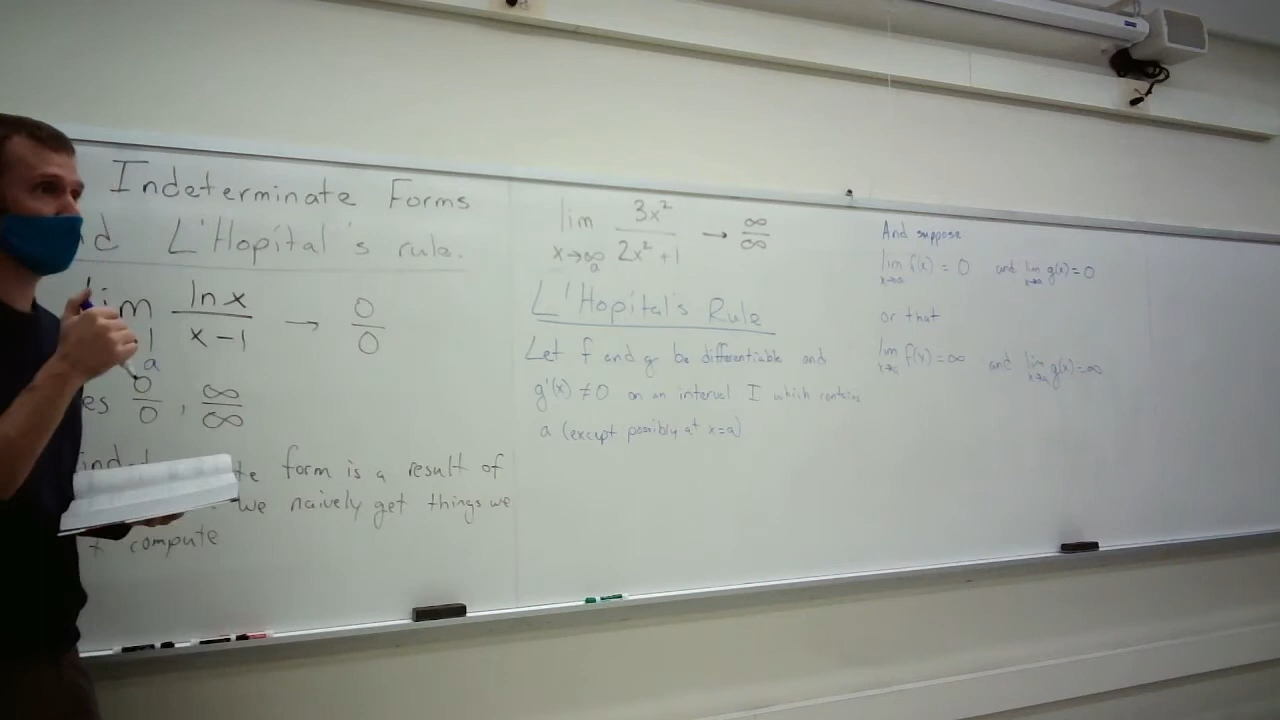 Indeterminate Forms
d L'Hopital's rule.
im ln x / x - 1 → 0/0
1
a
es 0/0 , ∞/∞
form is a result of
we naively get things we
compute
lim x→∞ 3x² / 2x² + 1 → ∞/∞
a
L'Hopital's Rule
Let f and g be differentiable and
g'(x) ≠ 0 on an interval I which contains
a (except possibly at x=a)
And suppose
lim x→a f(x) = 0 and lim x→a g(x) = 0
or that
lim x→a f(x) = ∞ and lim x→a g(x) = ∞